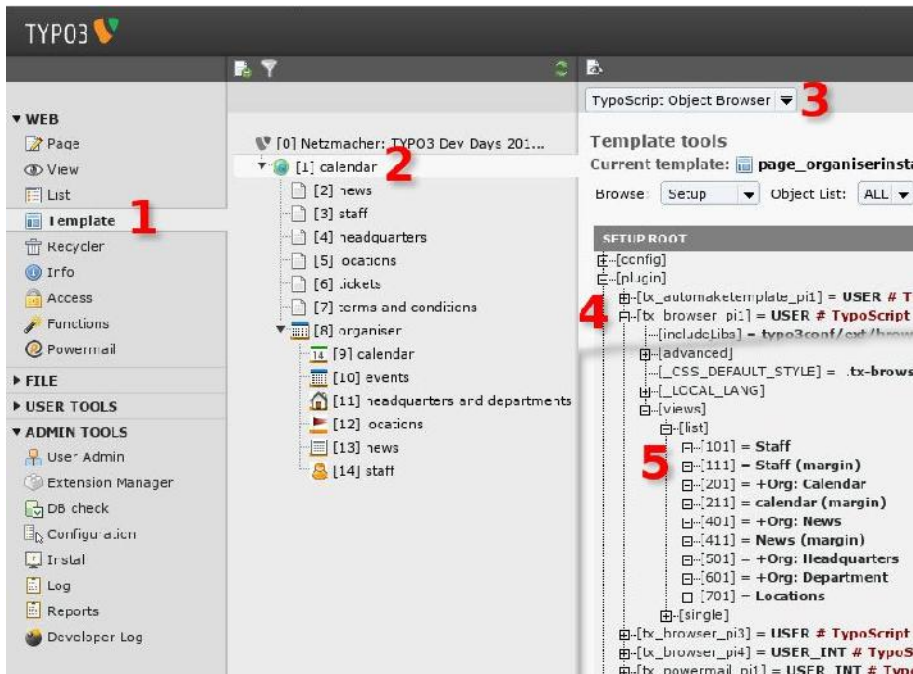 TYPO3
▼ WEB
Page
View
List
Template
Recycler
Info
Access
Functions
Powermail
▶ FILE
▶ USER TOOLS
▼ ADMIN TOOLS
User Admin
Extension Manager
DB check
Configuration
Install
Log
Reports
Developer Log
1
[0] Netzmacher: TYPO3 Dev Days 201...
[1] calendar
2
[2] news
[3] staff
[4] headquarters
[5] locations
[6] tickets
[7] terms and conditions
[8] organiser
14 [9] calendar
[10] events
[11] headquarters and departments
[12] locations
[13] news
[14] staff
TypoScript Object Browser
3
Template tools
Current template: page_organiserinsta
Browse: Setup Object List: ALL
SETUP ROOT
[config]
[plugin]
[tx_automaketemplate_pi1] = USER # T
4
[tx_browser_pi1] = USER # TypoScript
[includeLibs] = typo3conf/ext/brow
[advanced]
[_CSS_DEFAULT_STYLE] = .tx-brows
[_LOCAL_LANG]
[views]
[list]
5
[101] = Staff
[111] = Staff (margin)
[201] = +Org: Calendar
[211] = calendar (margin)
[401] = +Org: News
[411] = News (margin)
[501] = +Org: Headquarters
[601] = +Org: Department
[701] = Locations
[single]
[tx_browser_pi3] = USER # TypoScript
[tx_browser_pi4] = USER_INT # TypoS
[tx_powermail_pi1] = USER_INT # Typo